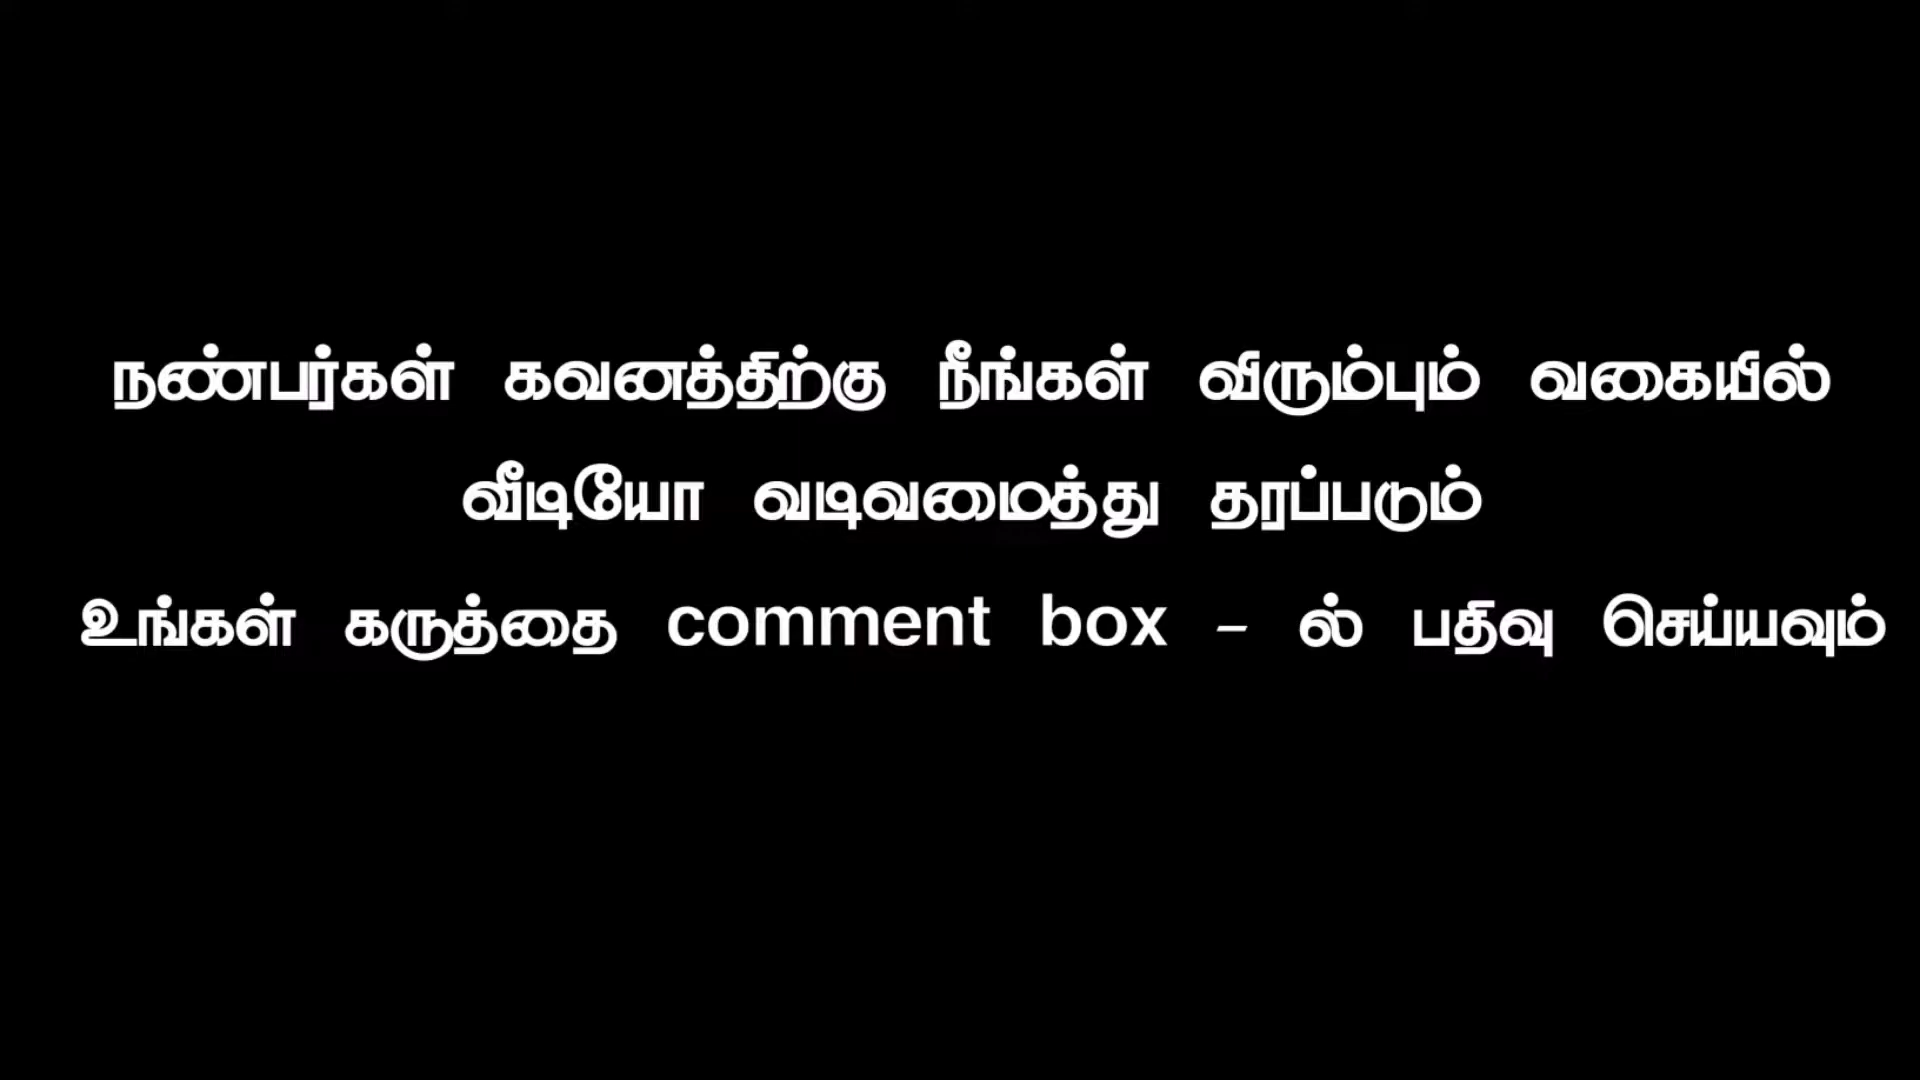 நண்பர்கள் கவனத்திற்கு நீங்கள் விரும்பும் வகையில்
வீடியோ வடிவமைத்து தரப்படும்
உங்கள் கருத்தை comment box - ல் பதிவு செய்யவும்